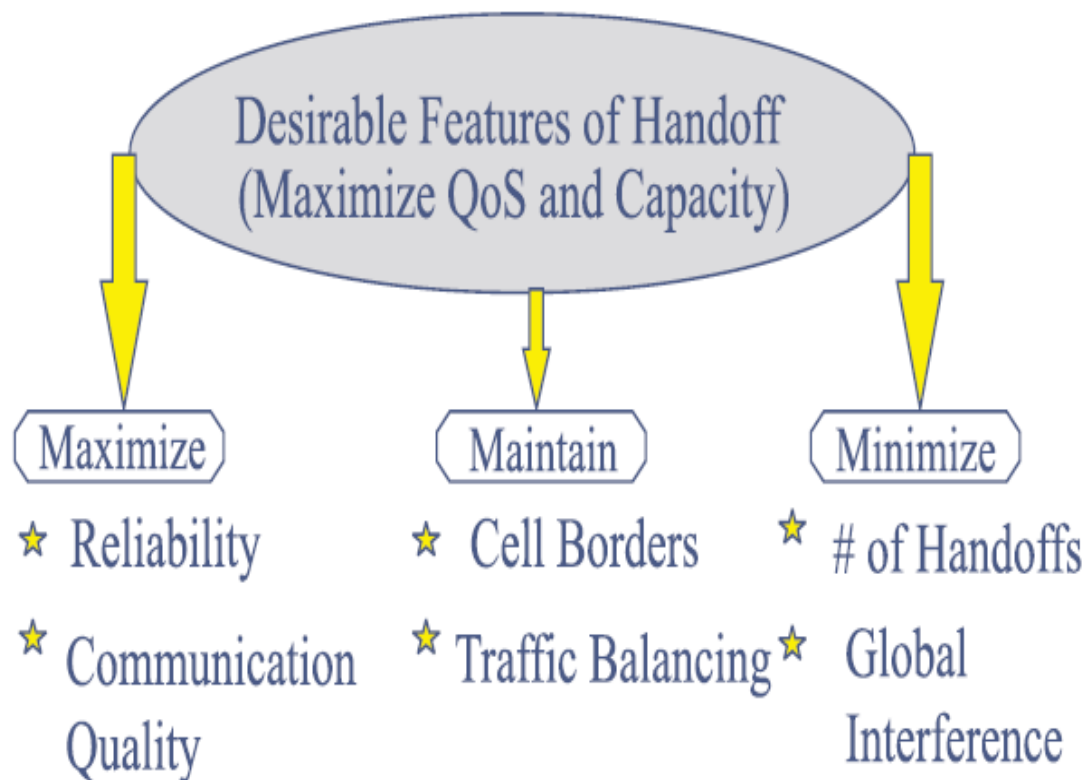 Desirable Features of Handoff
(Maximize QoS and Capacity)
Maximize
Reliability
Communication
Quality
Maintain
Cell Borders
Traffic Balancing
Minimize
# of Handoffs
Global
Interference